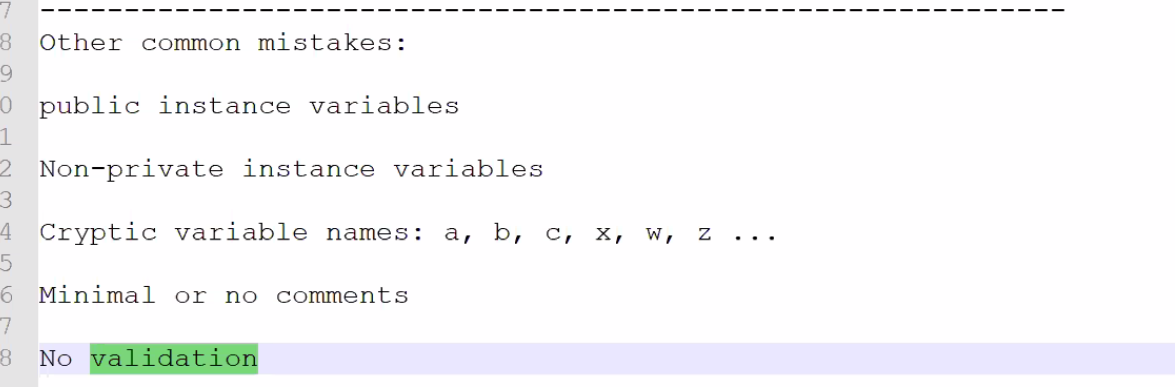 7 -------------------------------------------------------------
8 Other common mistakes:
9
0 public instance variables
1
2 Non-private instance variables
3
4 Cryptic variable names: a, b, c, x, w, z ...
5
6 Minimal or no comments
7
8 No validation